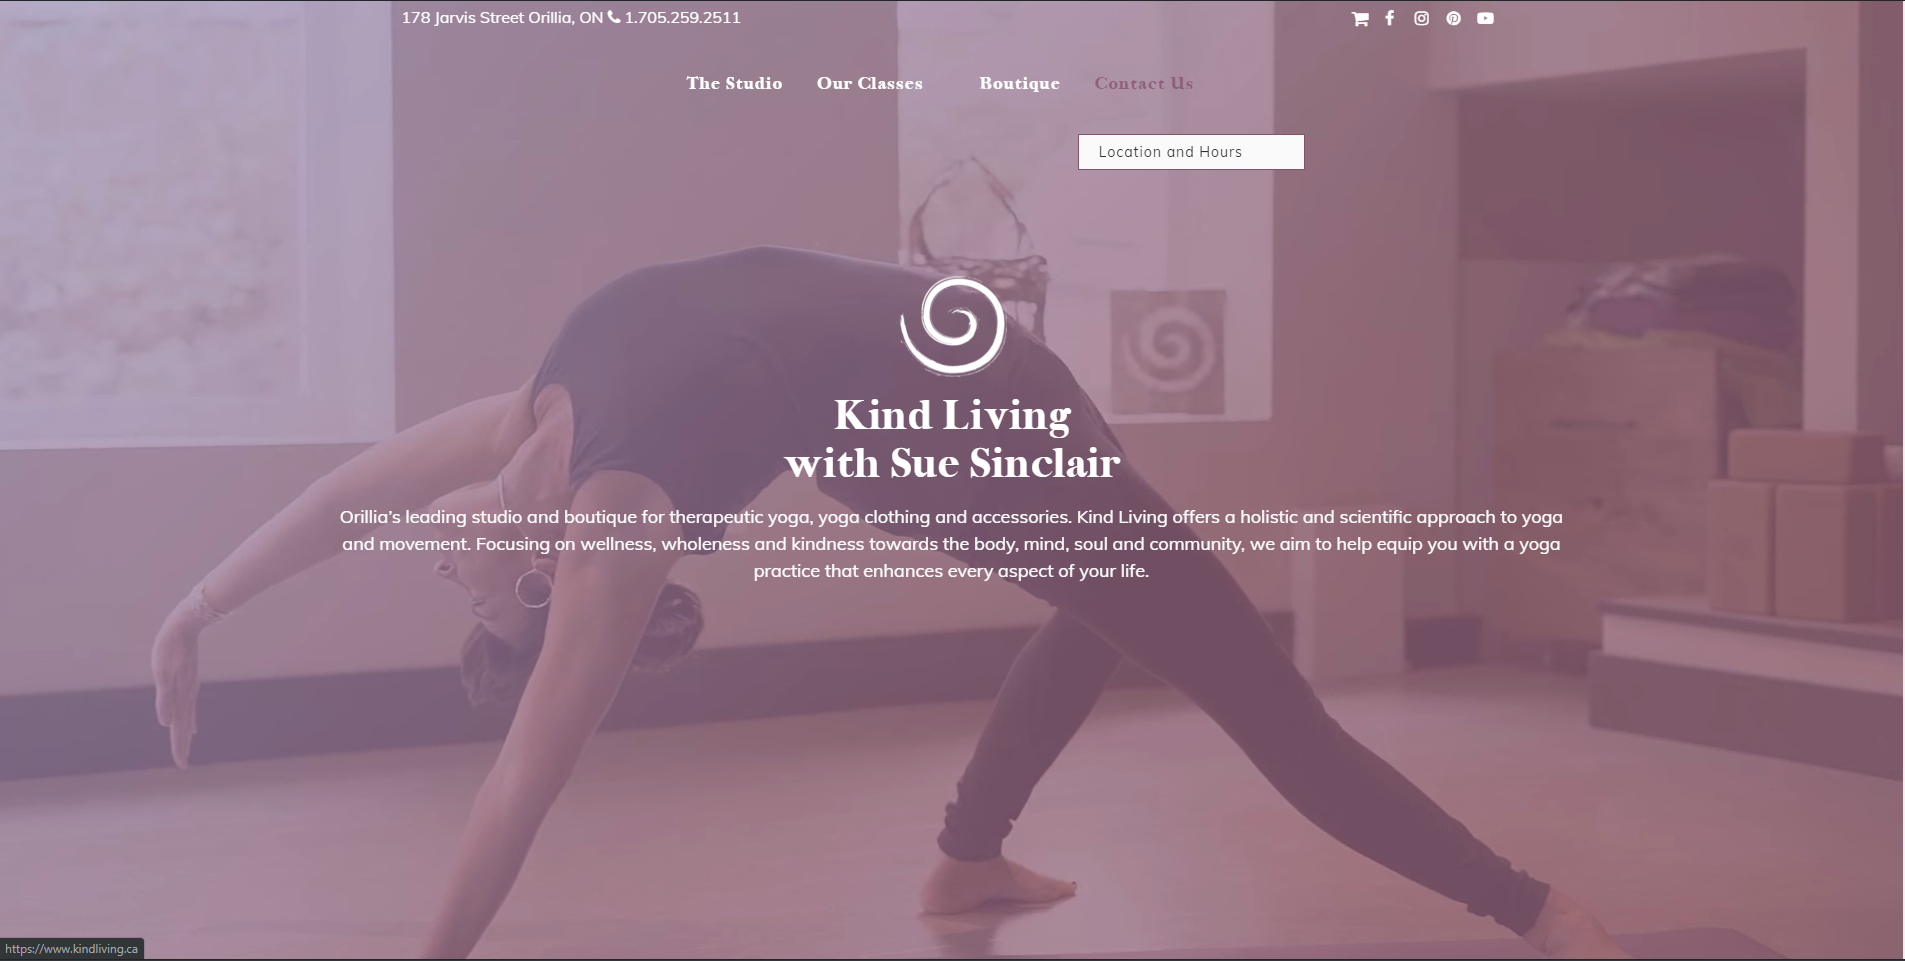 178 Jarvis Street Orillia, ON 1.705.259.2511
The Studio Our Classes Boutique Contact Us
Location and Hours
Kind Living
with Sue Sinclair
Orillia’s leading studio and boutique for therapeutic yoga, yoga clothing and accessories. Kind Living offers a holistic and scientific approach to yoga
and movement. Focusing on wellness, wholeness and kindness towards the body, mind, soul and community, we aim to help equip you with a yoga
practice that enhances every aspect of your life.
https://www.kindliving.ca